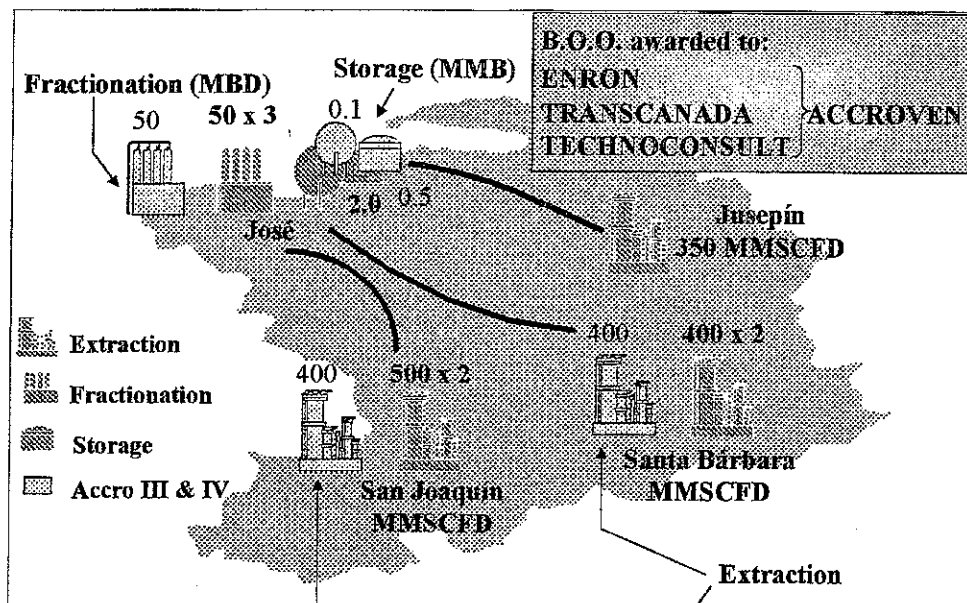 B.O.O. awarded to:
ENRON
TRANSCANADA
TECHNOCONSULT
ACCROVEN
Fractionation (MBD)
Storage (MMB)
50
50 x 3
0.1
2.0
0.5
José
Jusepín
350 MMSCFD
Extraction
Fractionation
Storage
Accro III & IV
400
500 x 2
San Joaquín
MMSCFD
400
400 x 2
Santa Bárbara
MMSCFD
Extraction